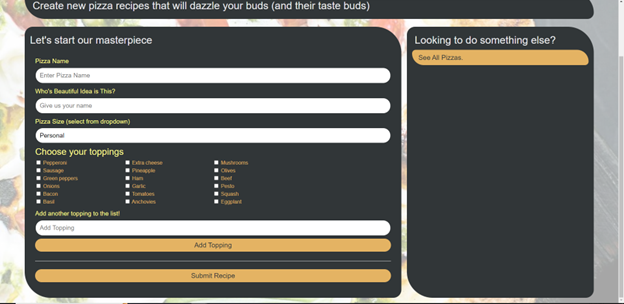 Create new pizza recipes that will dazzle your buds (and their taste buds)
Let's start our masterpiece
Pizza Name
Enter Pizza Name
Who's Beautiful Idea is This?
Give us your name
Pizza Size (select from dropdown)
Personal
Choose your toppings
Pepperoni Extra cheese Mushrooms
Sausage Pineapple Olives
Green peppers Ham Beef
Onions Garlic Pesto
Bacon Tomatoes Squash
Basil Anchovies Eggplant
Add another topping to the list!
Add Topping
Add Topping
Submit Recipe
Looking to do something else?
See All Pizzas.